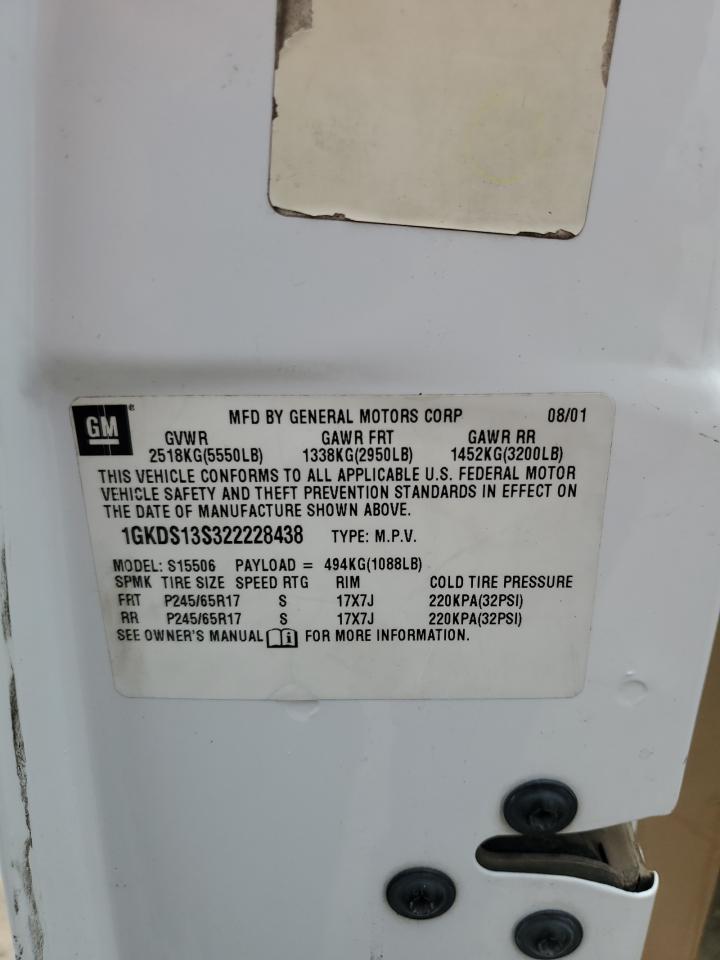 GM®
MFD BY GENERAL MOTORS CORP 08/01
GVWR GAWR FRT GAWR RR
2518KG(5550LB) 1338KG(2950LB) 1452KG(3200LB)
THIS VEHICLE CONFORMS TO ALL APPLICABLE U.S. FEDERAL MOTOR
VEHICLE SAFETY AND THEFT PREVENTION STANDARDS IN EFFECT ON
THE DATE OF MANUFACTURE SHOWN ABOVE.
1GKDS13S322228438 TYPE: M.P.V.
MODEL: S15506 PAYLOAD = 494KG(1088LB)
SPMK TIRE SIZE SPEED RTG RIM COLD TIRE PRESSURE
FRT P245/65R17 S 17X7J 220KPA(32PSI)
RR P245/65R17 S 17X7J 220KPA(32PSI)
SEE OWNER'S MANUAL i FOR MORE INFORMATION.